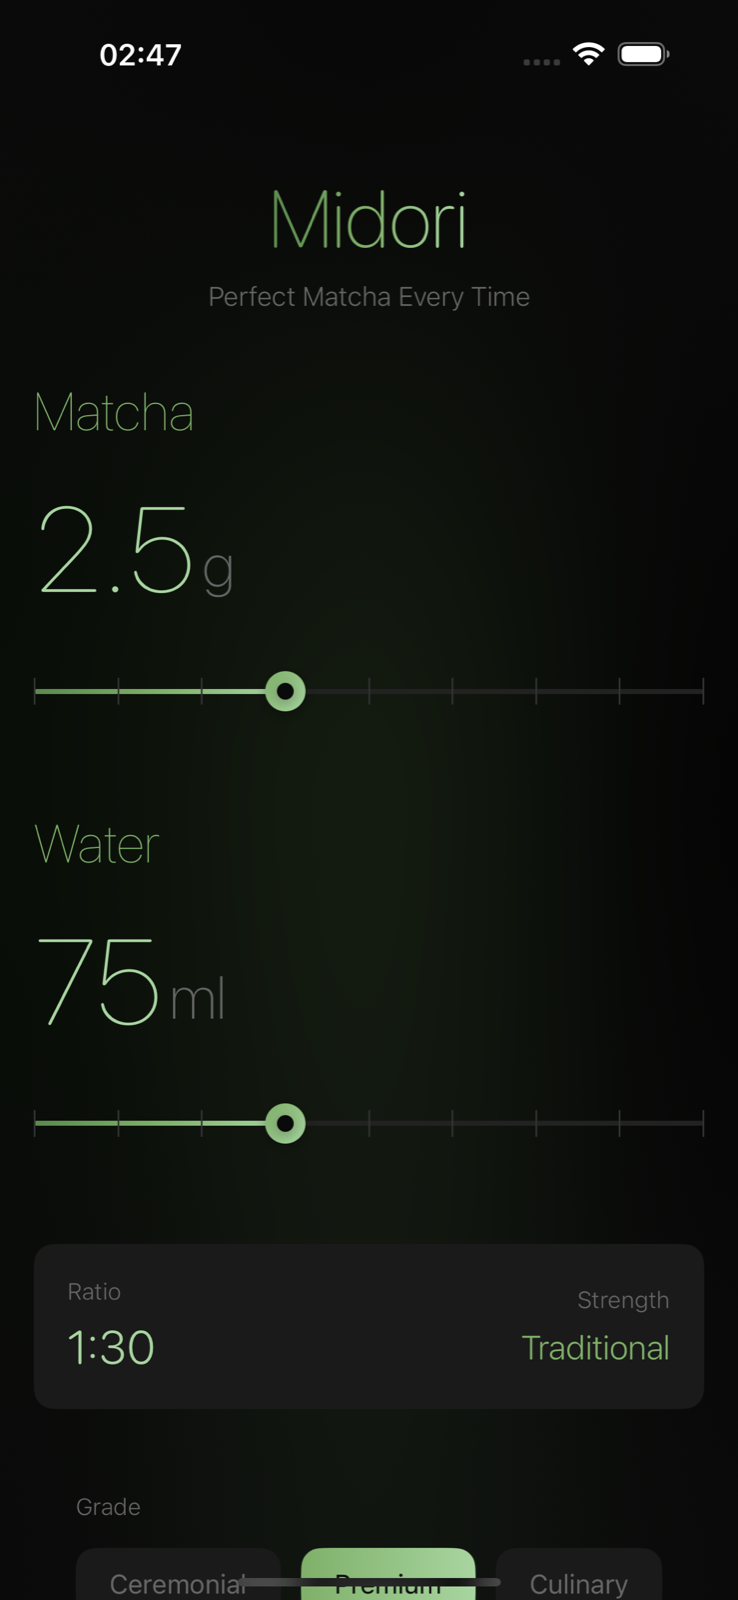 02:47
Midori
Perfect Matcha Every Time
Matcha
2.5 g
Water
75 ml
Ratio
Strength
1:30
Traditional
Grade
Ceremonial
Premium
Culinary